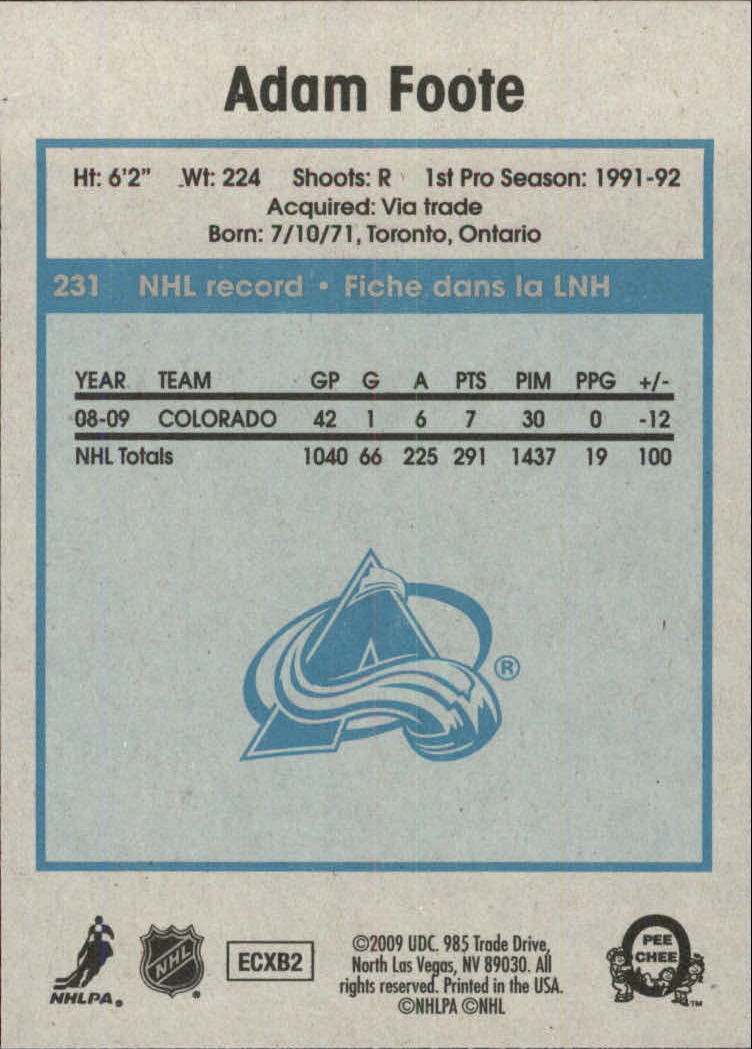 Adam Foote
Ht: 6'2" Wt: 224 Shoots: R 1st Pro Season: 1991-92
Acquired: Via trade
Born: 7/10/71, Toronto, Ontario
231 NHL record • Fiche dans la LNH
YEAR TEAM GP G A PTS PIM PPG +/-
08-09 COLORADO 42 1 6 7 30 0 -12
NHL Totals 1040 66 225 291 1437 19 100
®
NHLPA®
NHL®
ECXB2
©2009 UDC. 985 Trade Drive,
North Las Vegas, NV 89030. All
rights reserved. Printed in the USA.
©NHLPA ©NHL
O
PEE
CHEE
TM